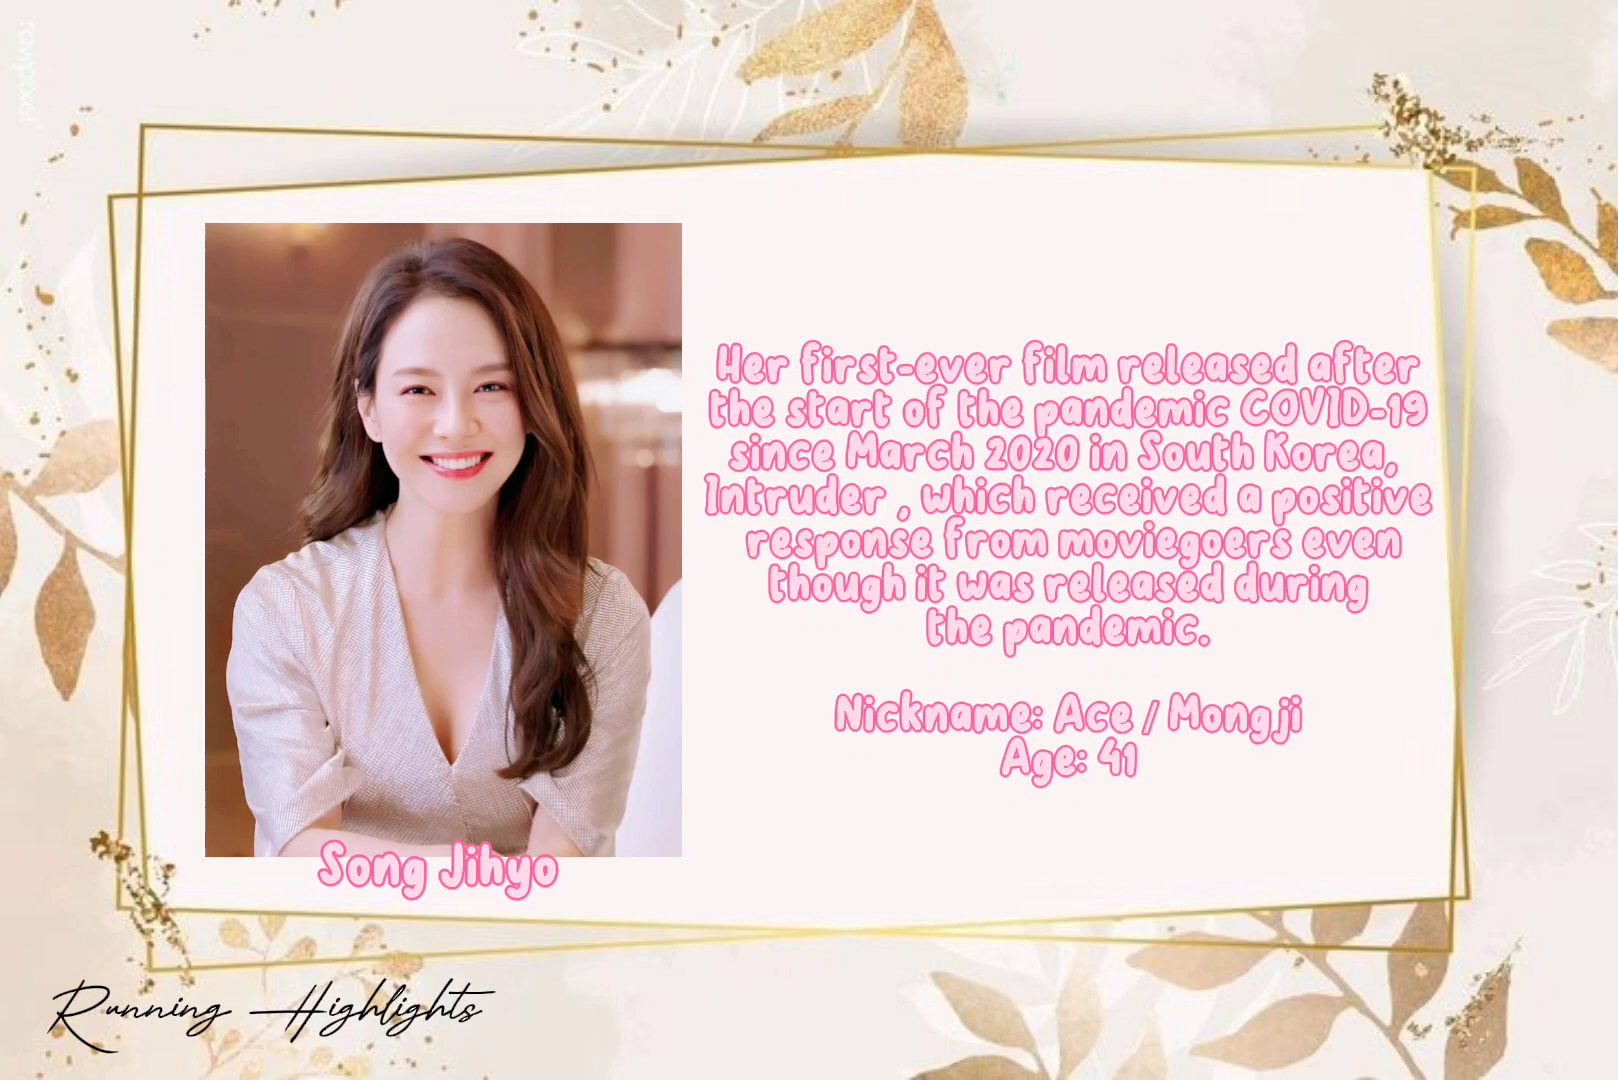 rawpixel
Her first-ever film released after
the start of the pandemic COVID-19
since March 2020 in South Korea,
Intruder , which received a positive
response from moviegoers even
though it was released during
the pandemic.
Nickname: Ace / Mongji
Age: 41
Song Jihyo
Running Highlights